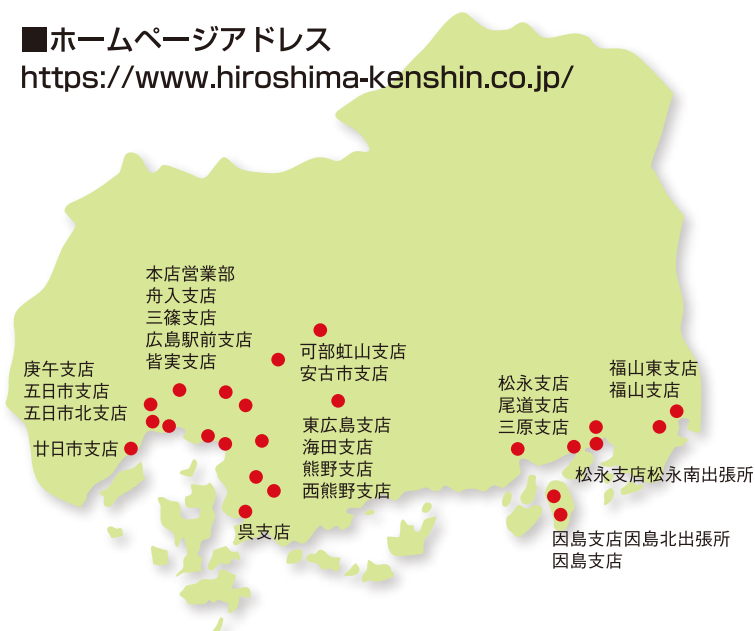 ■ホームページアドレス
https://www.hiroshima-kenshin.co.jp/
本店営業部
舟入支店
三篠支店
広島駅前支店
皆実支店
庚午支店
五日市支店
五日市北支店
廿日市支店
可部虹山支店
安古市支店
東広島支店
海田支店
熊野支店
西熊野支店
呉支店
松永支店
尾道支店
三原支店
福山東支店
福山支店
松永支店松永南出張所
因島支店因島北出張所
因島支店